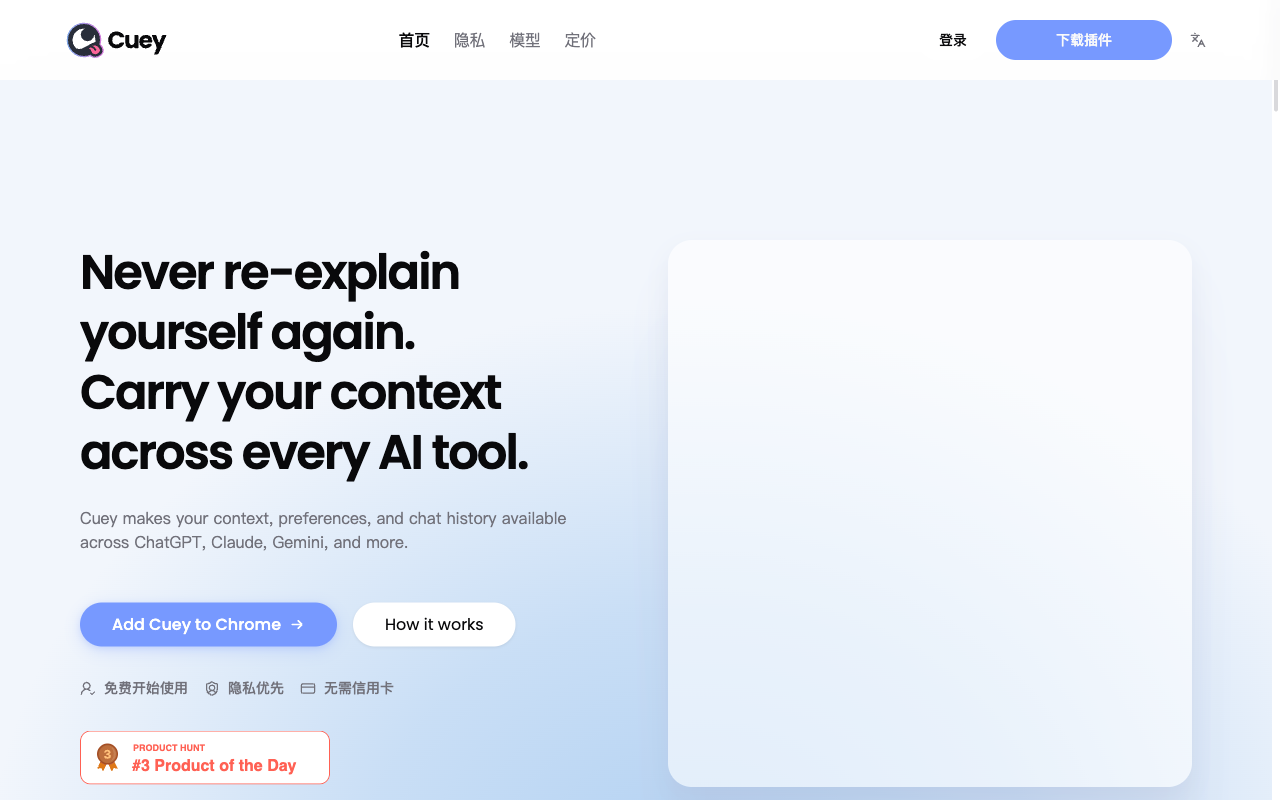 Cuey
首页
隐私
模型
定价
登录
下载插件
Never re-explain
yourself again.
Carry your context
across every AI tool.
Cuey makes your context, preferences, and chat history available
across ChatGPT, Claude, Gemini, and more.
Add Cuey to Chrome →
How it works
免费开始使用
隐私优先
无需信用卡
3
PRODUCT HUNT
#3 Product of the Day